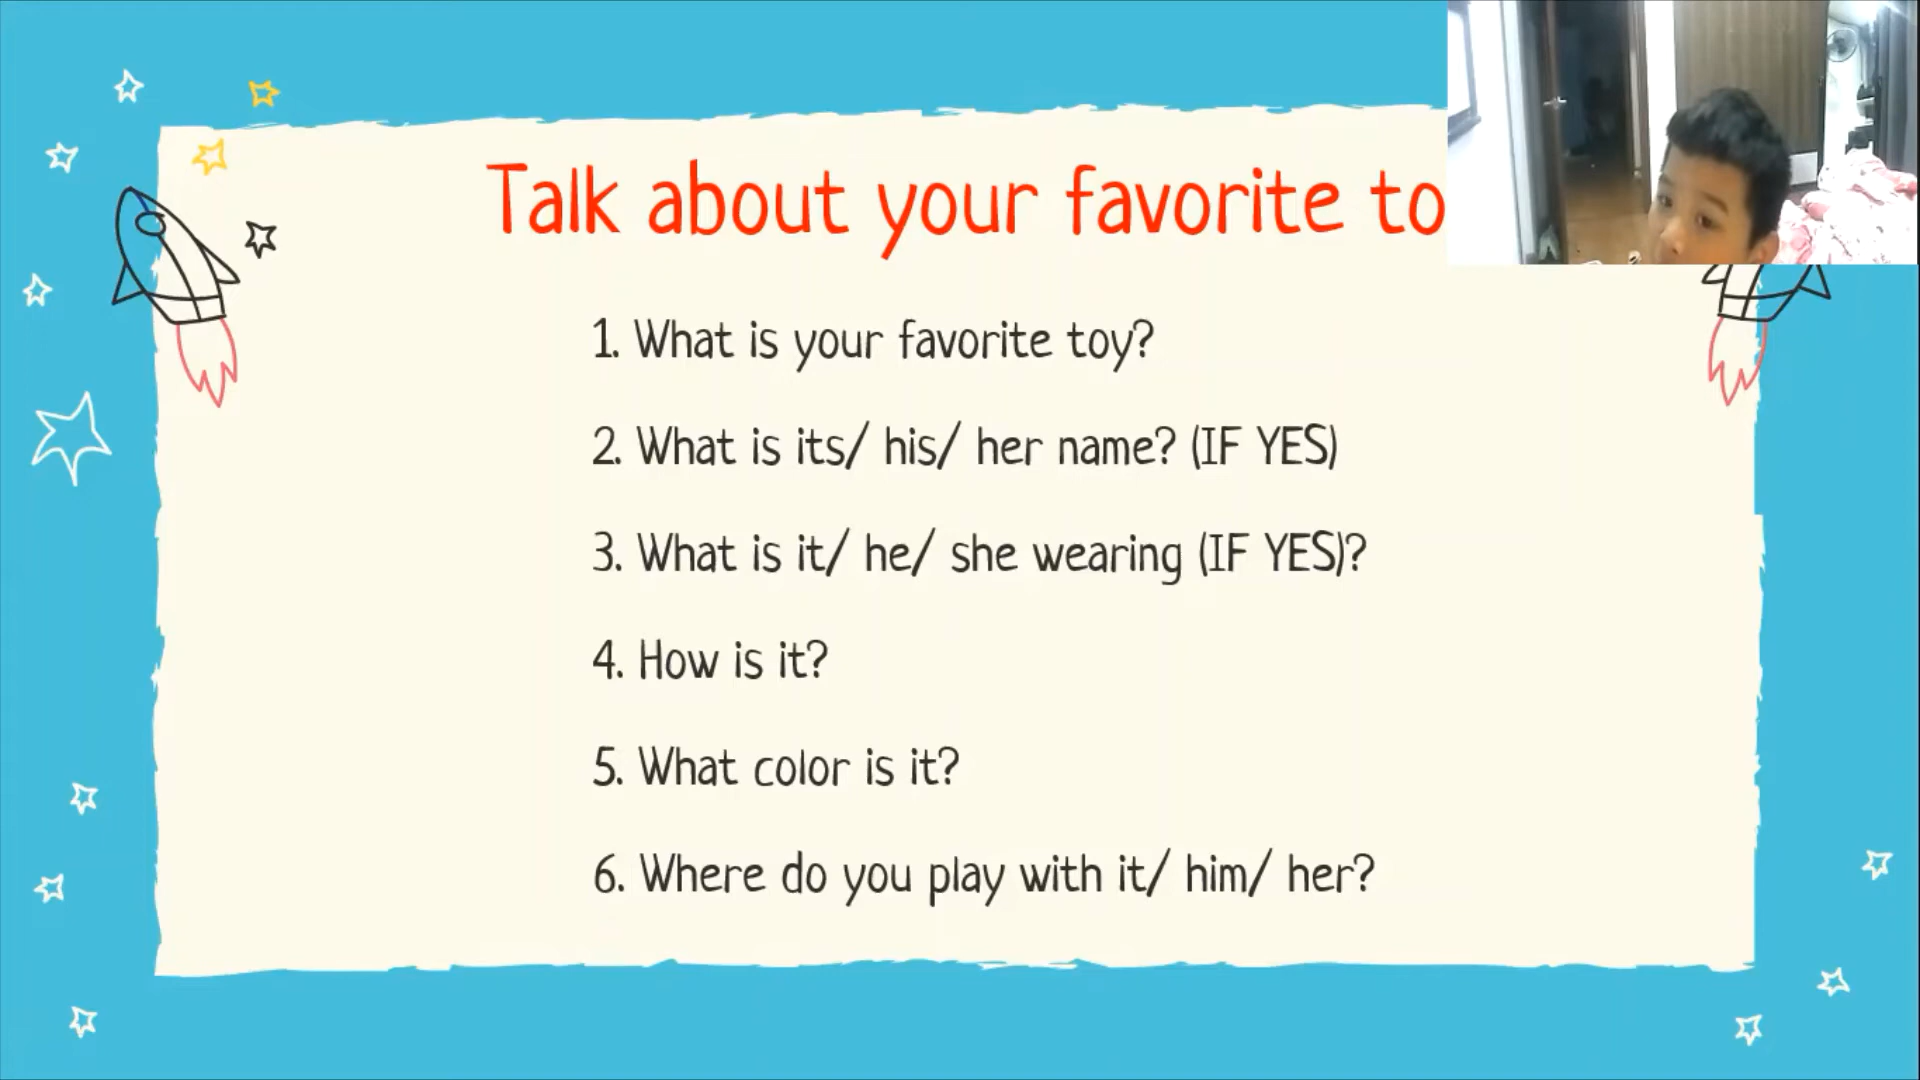 Talk about your favorite to
1. What is your favorite toy?
2. What is its/ his/ her name? (IF YES)
3. What is it/ he/ she wearing (IF YES)?
4. How is it?
5. What color is it?
6. Where do you play with it/ him/ her?